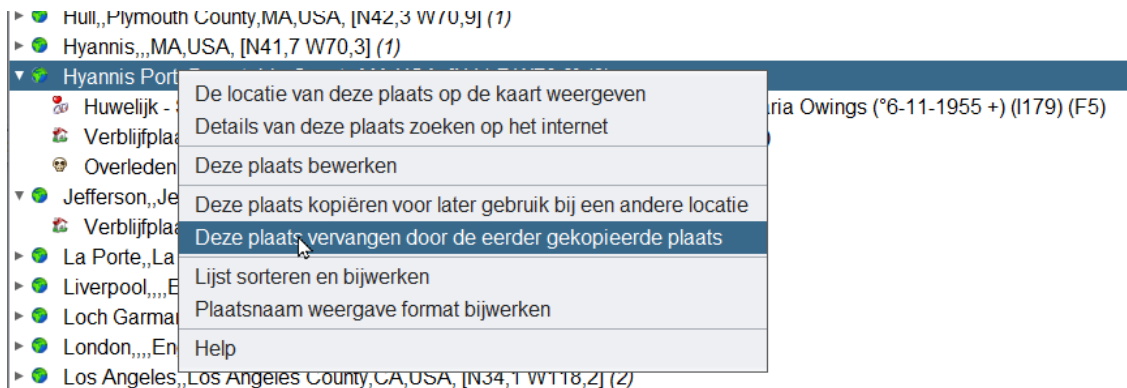 Hull,,Plymouth County,MA,USA, [N42,3 W70,9] (1)
Hyannis,,,MA,USA, [N41,7 W70,3] (1)
Hyannis Port
De locatie van deze plaats op de kaart weergeven
Huwelijk - aria Owings (°6-11-1955 +) (I179) (F5)
Details van deze plaats zoeken op het internet
Verblijfplaa
Deze plaats bewerken
Overleden
Jefferson,,Je
Deze plaats kopiëren voor later gebruik bij een andere locatie
Verblijfplaa
Deze plaats vervangen door de eerder gekopieerde plaats
La Porte,,La
Lijst sorteren en bijwerken
Liverpool,,,,E
Plaatsnaam weergave format bijwerken
Loch Garmai
London,,,,En
Help
Los Angeles,,Los Angeles County,CA,USA, [N34,1 W118,2] (2)